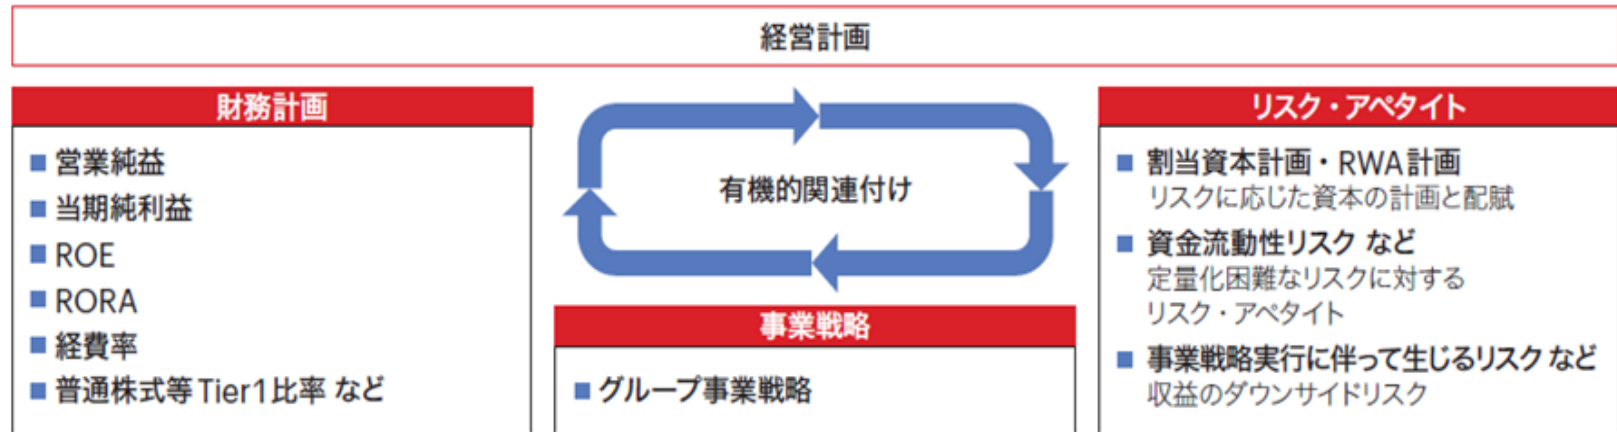 経営計画
財務計画
■ 営業純益
■ 当期純利益
■ ROE
■ RORA
■ 経費率
■ 普通株式等Tier1比率 など
有機的関連付け
事業戦略
■ グループ事業戦略
リスク・アペタイト
■ 割当資本計画・RWA計画
リスクに応じた資本の計画と配賦
■ 資金流動性リスク など
定量化困難なリスクに対する
リスク・アペタイト
■ 事業戦略実行に伴って生じるリスク など
収益のダウンサイドリスク